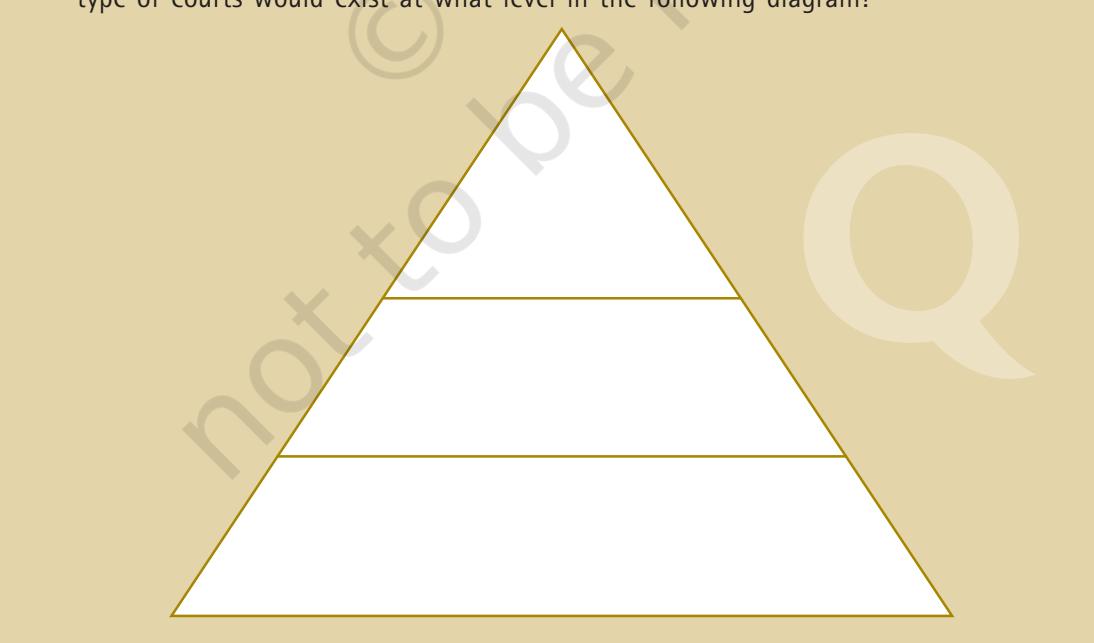 type of courts would exist at what level in the following diagram?
©
not to be r
Q